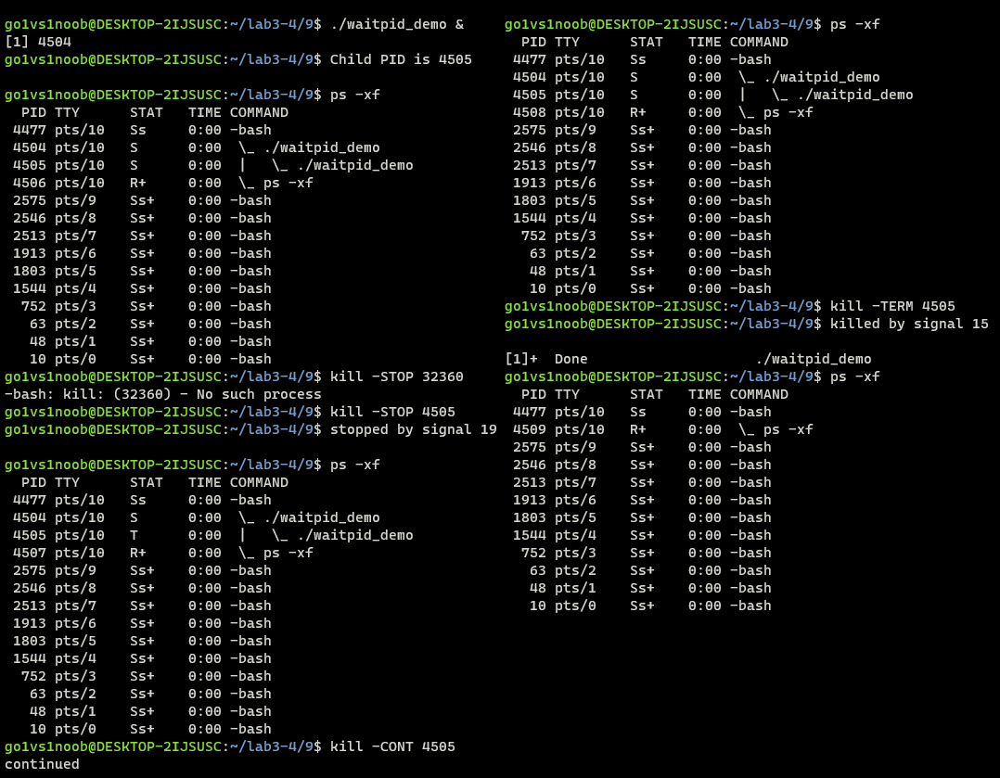 go1vs1noob@DESKTOP-2IJSUSC:~/lab3-4/9$ ./waitpid_demo &
[1] 4504
go1vs1noob@DESKTOP-2IJSUSC:~/lab3-4/9$ Child PID is 4505

go1vs1noob@DESKTOP-2IJSUSC:~/lab3-4/9$ ps -xf
  PID TTY      STAT   TIME COMMAND
 4477 pts/10   Ss     0:00 -bash
 4504 pts/10   S      0:00  \_ ./waitpid_demo
 4505 pts/10   S      0:00  |   \_ ./waitpid_demo
 4506 pts/10   R+     0:00  \_ ps -xf
 2575 pts/9    Ss+    0:00 -bash
 2546 pts/8    Ss+    0:00 -bash
 2513 pts/7    Ss+    0:00 -bash
 1913 pts/6    Ss+    0:00 -bash
 1803 pts/5    Ss+    0:00 -bash
 1544 pts/4    Ss+    0:00 -bash
  752 pts/3    Ss+    0:00 -bash
   63 pts/2    Ss+    0:00 -bash
   48 pts/1    Ss+    0:00 -bash
   10 pts/0    Ss+    0:00 -bash
go1vs1noob@DESKTOP-2IJSUSC:~/lab3-4/9$ kill -STOP 32360
-bash: kill: (32360) - No such process
go1vs1noob@DESKTOP-2IJSUSC:~/lab3-4/9$ kill -STOP 4505
go1vs1noob@DESKTOP-2IJSUSC:~/lab3-4/9$ stopped by signal 19

go1vs1noob@DESKTOP-2IJSUSC:~/lab3-4/9$ ps -xf
  PID TTY      STAT   TIME COMMAND
 4477 pts/10   Ss     0:00 -bash
 4504 pts/10   S      0:00  \_ ./waitpid_demo
 4505 pts/10   T      0:00  |   \_ ./waitpid_demo
 4507 pts/10   R+     0:00  \_ ps -xf
 2575 pts/9    Ss+    0:00 -bash
 2546 pts/8    Ss+    0:00 -bash
 2513 pts/7    Ss+    0:00 -bash
 1913 pts/6    Ss+    0:00 -bash
 1803 pts/5    Ss+    0:00 -bash
 1544 pts/4    Ss+    0:00 -bash
  752 pts/3    Ss+    0:00 -bash
   63 pts/2    Ss+    0:00 -bash
   48 pts/1    Ss+    0:00 -bash
   10 pts/0    Ss+    0:00 -bash
go1vs1noob@DESKTOP-2IJSUSC:~/lab3-4/9$ kill -CONT 4505
continued
go1vs1noob@DESKTOP-2IJSUSC:~/lab3-4/9$ ps -xf
  PID TTY      STAT   TIME COMMAND
 4477 pts/10   Ss     0:00 -bash
 4504 pts/10   S      0:00  \_ ./waitpid_demo
 4505 pts/10   S      0:00  |   \_ ./waitpid_demo
 4508 pts/10   R+     0:00  \_ ps -xf
 2575 pts/9    Ss+    0:00 -bash
 2546 pts/8    Ss+    0:00 -bash
 2513 pts/7    Ss+    0:00 -bash
 1913 pts/6    Ss+    0:00 -bash
 1803 pts/5    Ss+    0:00 -bash
 1544 pts/4    Ss+    0:00 -bash
  752 pts/3    Ss+    0:00 -bash
   63 pts/2    Ss+    0:00 -bash
   48 pts/1    Ss+    0:00 -bash
   10 pts/0    Ss+    0:00 -bash
go1vs1noob@DESKTOP-2IJSUSC:~/lab3-4/9$ kill -TERM 4505
go1vs1noob@DESKTOP-2IJSUSC:~/lab3-4/9$ killed by signal 15

[1]+  Done                    ./waitpid_demo
go1vs1noob@DESKTOP-2IJSUSC:~/lab3-4/9$ ps -xf
  PID TTY      STAT   TIME COMMAND
 4477 pts/10   Ss     0:00 -bash
 4509 pts/10   R+     0:00  \_ ps -xf
 2575 pts/9    Ss+    0:00 -bash
 2546 pts/8    Ss+    0:00 -bash
 2513 pts/7    Ss+    0:00 -bash
 1913 pts/6    Ss+    0:00 -bash
 1803 pts/5    Ss+    0:00 -bash
 1544 pts/4    Ss+    0:00 -bash
  752 pts/3    Ss+    0:00 -bash
   63 pts/2    Ss+    0:00 -bash
   48 pts/1    Ss+    0:00 -bash
   10 pts/0    Ss+    0:00 -bash